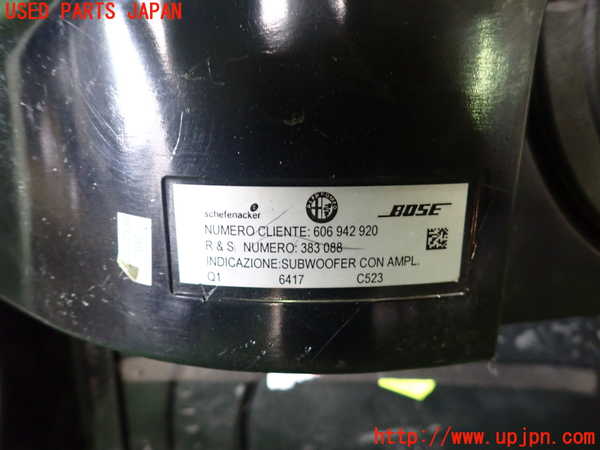 USED PARTS JAPAN
schefenacker
BOSE
NUMERO CLIENTE: 606 942 920
R & S NUMERO: 383 088
INDICAZIONE:SUBWOOFER CON AMPL.
Q1 6417 C523
http://www.upjpn.com